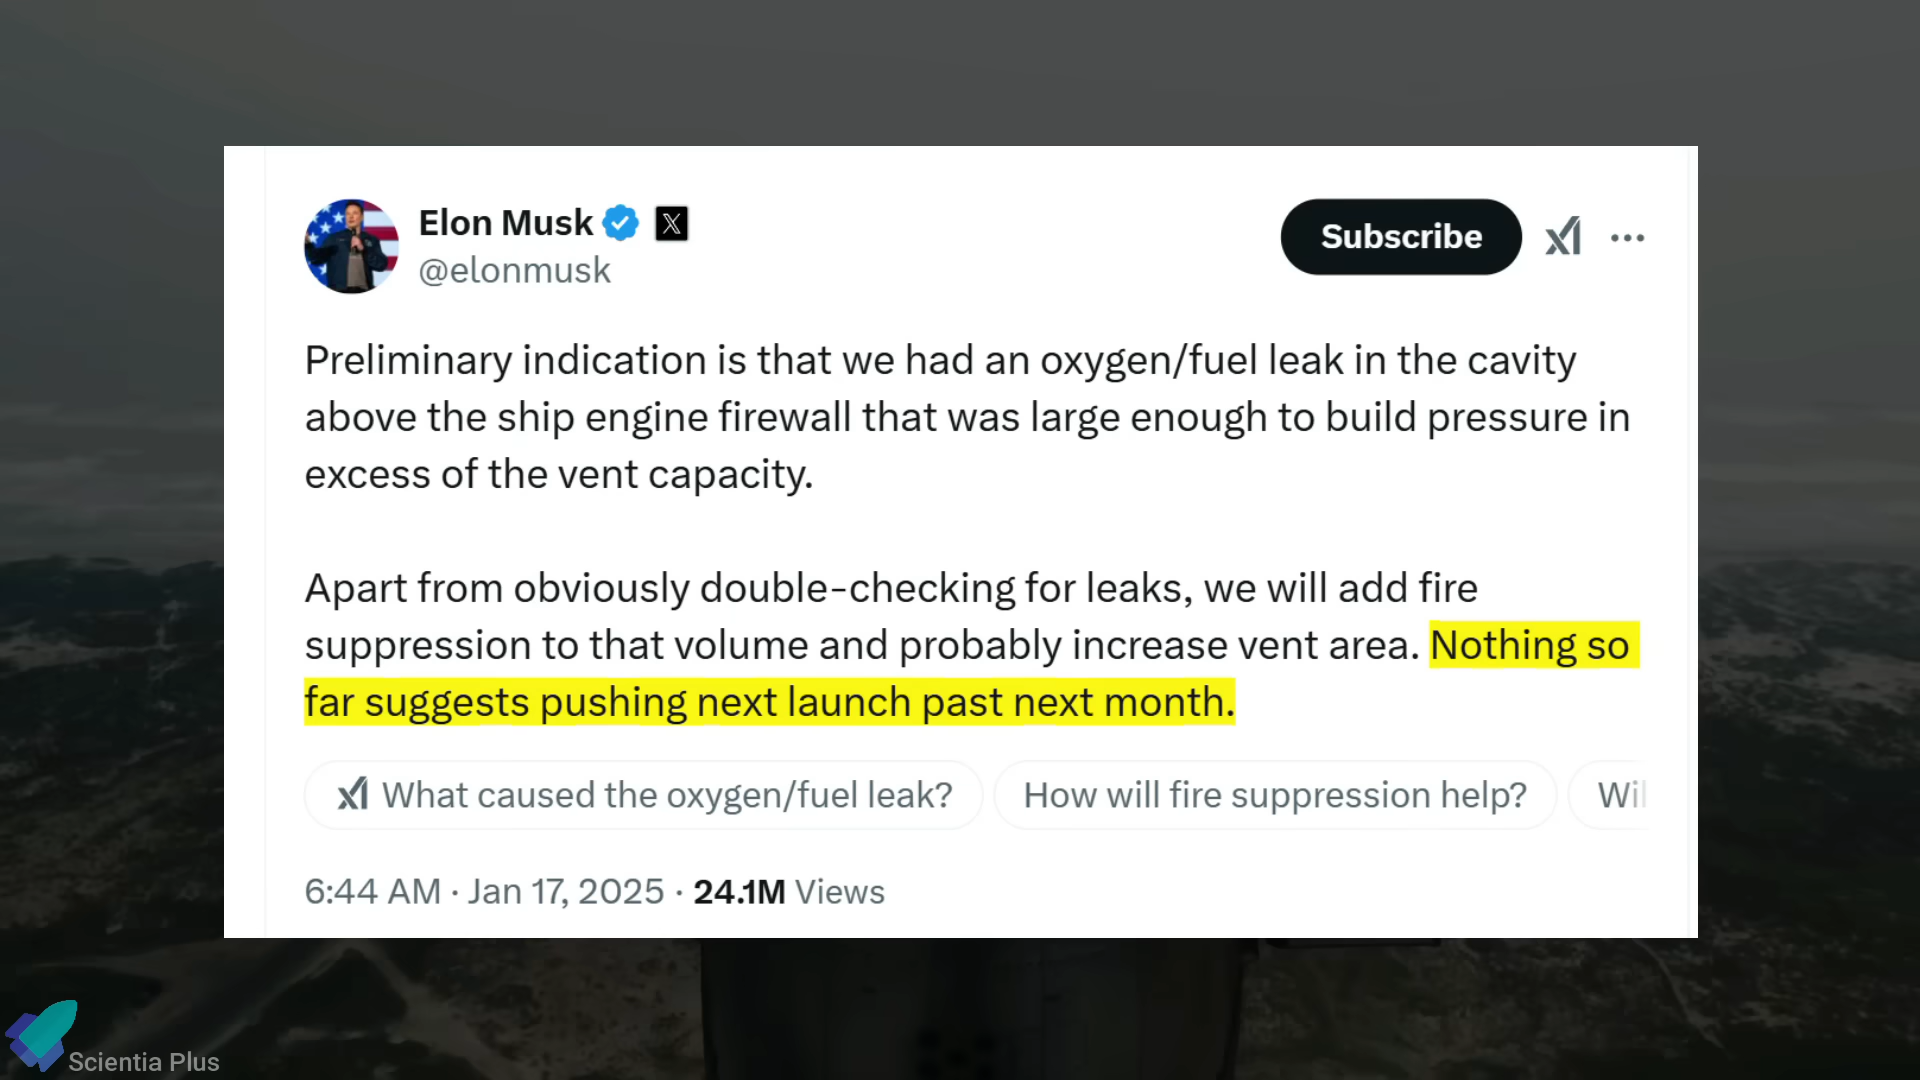 Elon Musk
@elonmusk
Subscribe
Preliminary indication is that we had an oxygen/fuel leak in the cavity
above the ship engine firewall that was large enough to build pressure in
excess of the vent capacity.
Apart from obviously double-checking for leaks, we will add fire
suppression to that volume and probably increase vent area. Nothing so
far suggests pushing next launch past next month.
What caused the oxygen/fuel leak? How will fire suppression help?
6:44 AM · Jan 17, 2025 · 24.1M Views
Scientia Plus